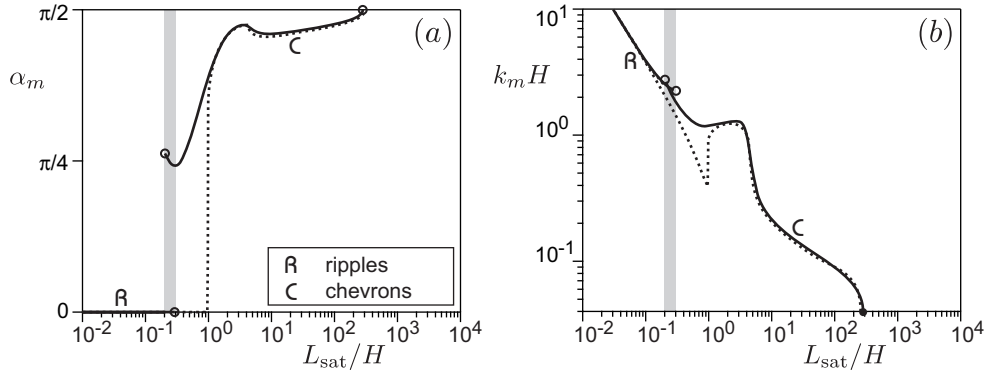 π/2
(a)
C
α_m
π/4
R
R ripples
C chevrons
0
10^-2 10^-1 10^0 10^1 10^2 10^3 10^4
L_sat/H
10^1
(b)
R
k_m H
10^0
C
10^-1
10^-2 10^-1 10^0 10^1 10^2 10^3 10^4
L_sat/H